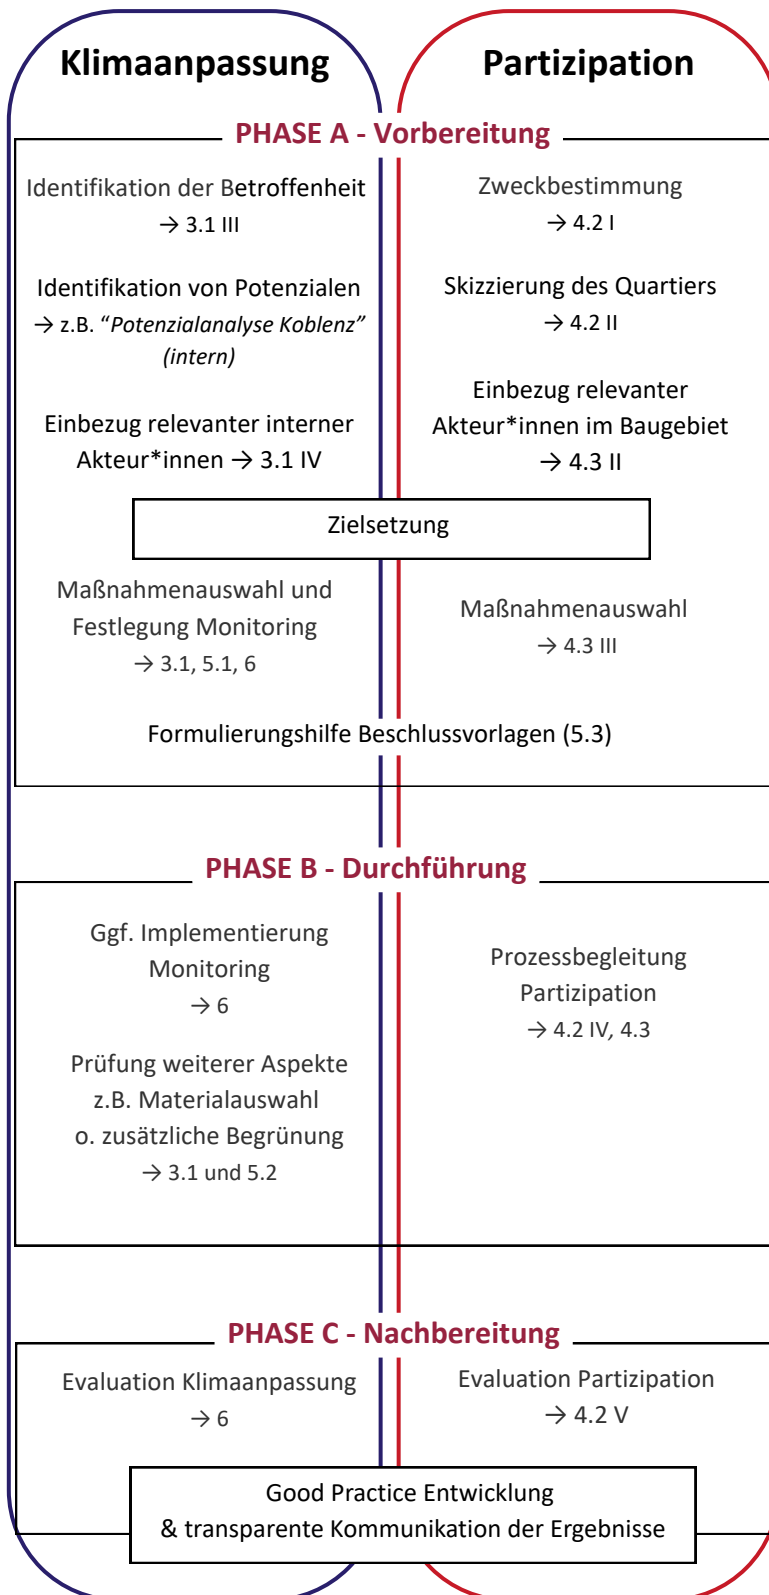 Klimaanpassung
Partizipation
PHASE A - Vorbereitung
Identifikation der Betroffenheit
→ 3.1 III
Identifikation von Potenzialen
→ z.B. “Potenzialanalyse Koblenz”
(intern)
Einbezug relevanter interner
Akteur*innen → 3.1 IV
Zweckbestimmung
→ 4.2 I
Skizzierung des Quartiers
→ 4.2 II
Einbezug relevanter
Akteur*innen im Baugebiet
→ 4.3 II
Zielsetzung
Maßnahmenauswahl und
Festlegung Monitoring
→ 3.1, 5.1, 6
Maßnahmenauswahl
→ 4.3 III
Formulierungshilfe Beschlussvorlagen (5.3)
PHASE B - Durchführung
Ggf. Implementierung
Monitoring
→ 6
Prüfung weiterer Aspekte
z.B. Materialauswahl
o. zusätzliche Begrünung
→ 3.1 und 5.2
Prozessbegleitung
Partizipation
→ 4.2 IV, 4.3
PHASE C - Nachbereitung
Evaluation Klimaanpassung
→ 6
Evaluation Partizipation
→ 4.2 V
Good Practice Entwicklung
& transparente Kommunikation der Ergebnisse